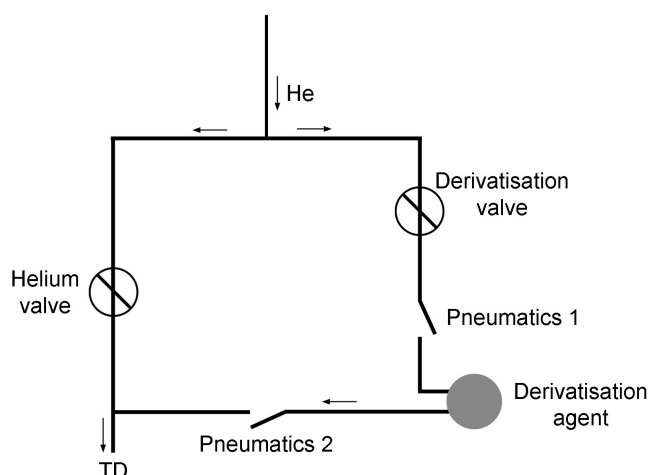 He
Derivatisation
valve
Helium
valve
Pneumatics 1
Derivatisation
agent
Pneumatics 2
TD